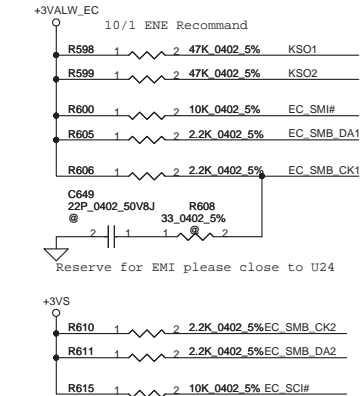 +3VALW_EC
10/1 ENE Recommand
R598 1 2 47K_0402_5% KSO1
R599 1 2 47K_0402_5% KSO2
R600 1 2 10K_0402_5% EC_SMI#
R605 1 2 2.2K_0402_5% EC_SMB_DA1
R606 1 2 2.2K_0402_5% EC_SMB_CK1
C649
22P_0402_50V8J
@
2 1
R608
33_0402_5%
@
1 2
Reserve for EMI please close to U24
+3VS
R610 1 2 2.2K_0402_5% EC_SMB_CK2
R611 1 2 2.2K_0402_5% EC_SMB_DA2
R615 1 2 10K_0402_5% EC_SCI#